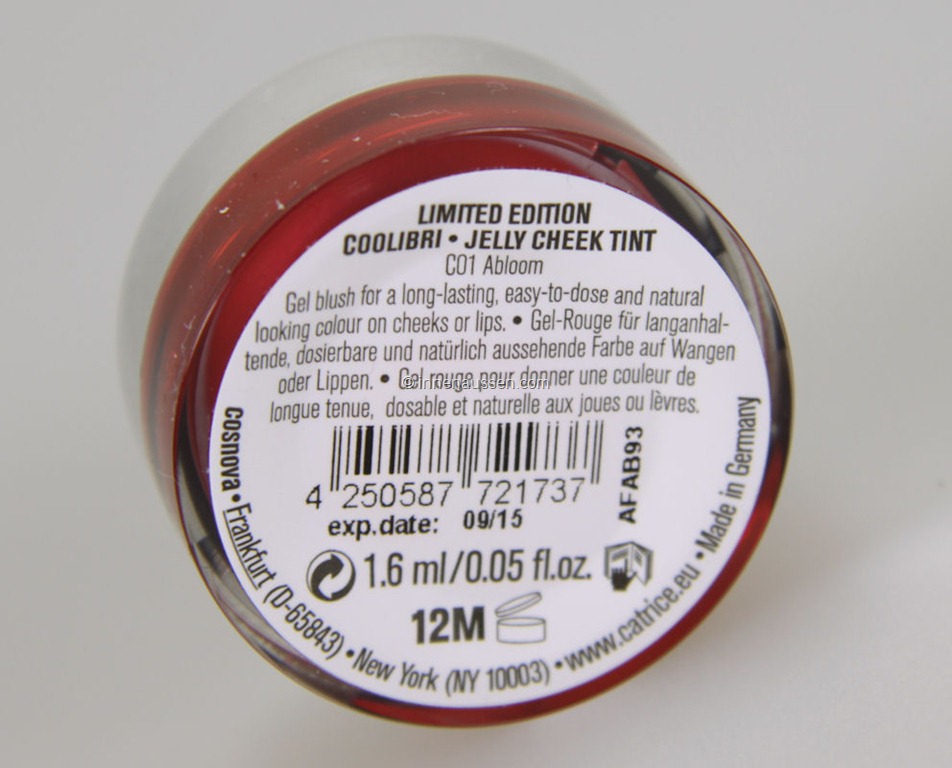 LIMITED EDITION
COOLIBRI • JELLY CHEEK TINT
C01 Abloom
Gel blush for a long-lasting, easy-to-dose and natural
looking colour on cheeks or lips. • Gel-Rouge für langanhal-
tende, dosierbare und natürlich aussehende Farbe auf Wangen
oder Lippen. • Gel rouge pour donner une couleur de
longue tenue, dosable et naturelle aux joues ou lèvres.
4 250587 721737
AFAB93
exp.date: 09/15
1.6 ml/0.05 fl.oz.
12M
cosnova • Frankfurt (D-65843) • New York (NY 10003) • www.catrice.eu • Made in Germany